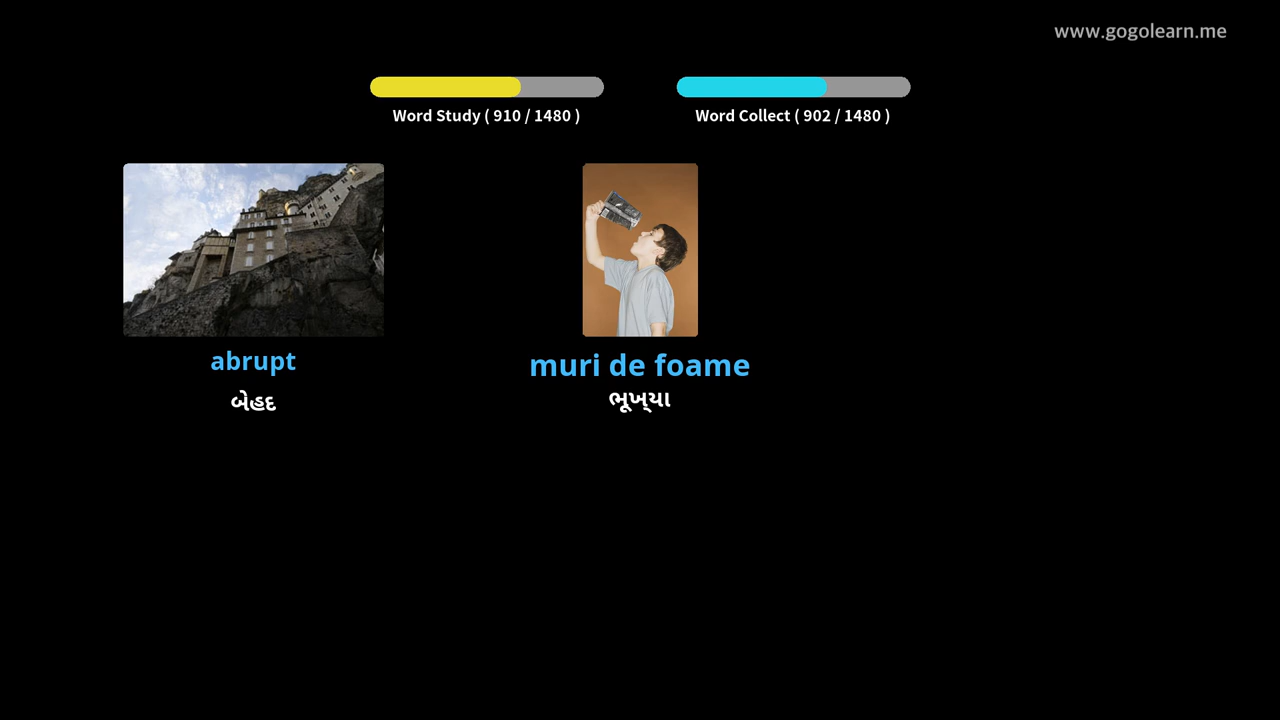 www.gogolearn.me
Word Study ( 910 / 1480 )
Word Collect ( 902 / 1480 )
abrupt
બેહદ
muri de foame
ભૂખ્યા